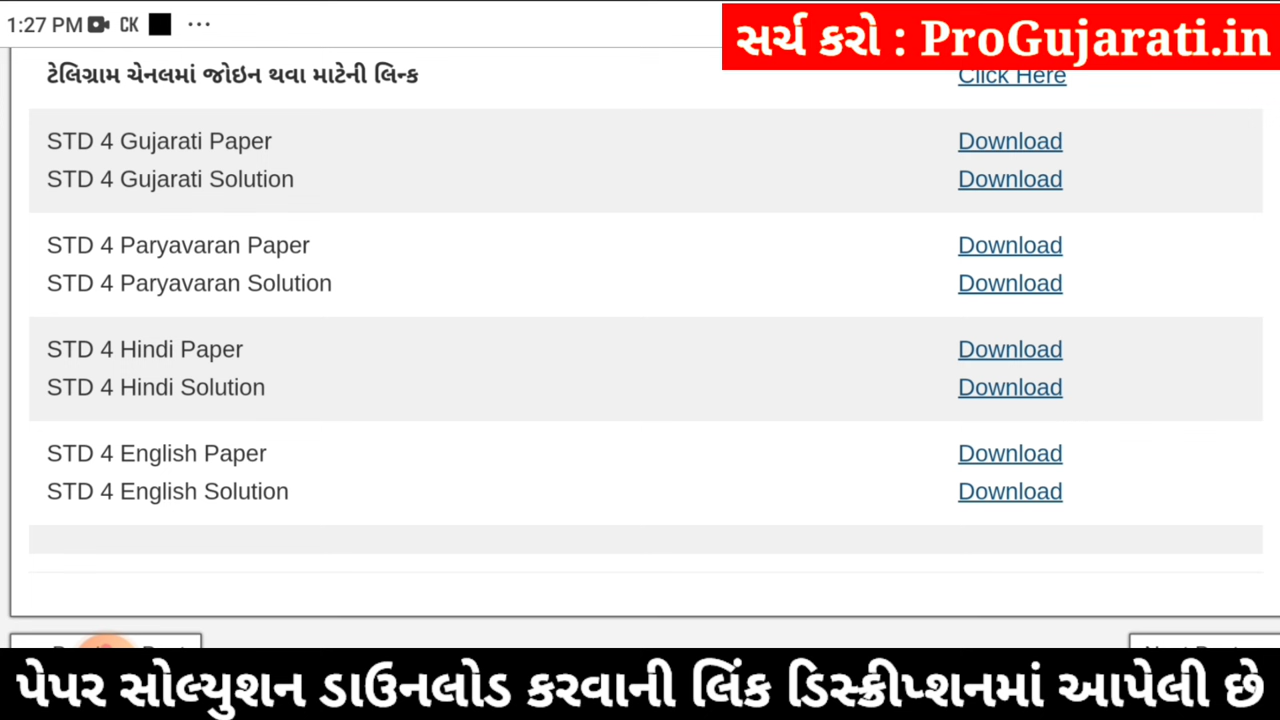 1:27 PM CK ...
સર્ચ કરો : ProGujarati.in
ટેલિગ્રામ ચેનલમાં જોઇન થવા માટેની લિન્ક Click Here
STD 4 Gujarati Paper Download
STD 4 Gujarati Solution Download
STD 4 Paryavaran Paper Download
STD 4 Paryavaran Solution Download
STD 4 Hindi Paper Download
STD 4 Hindi Solution Download
STD 4 English Paper Download
STD 4 English Solution Download
પેપર સોલ્યુશન ડાઉનલોડ કરવાની લિંક ડિસ્ક્રીપ્શનમાં આપેલી છે